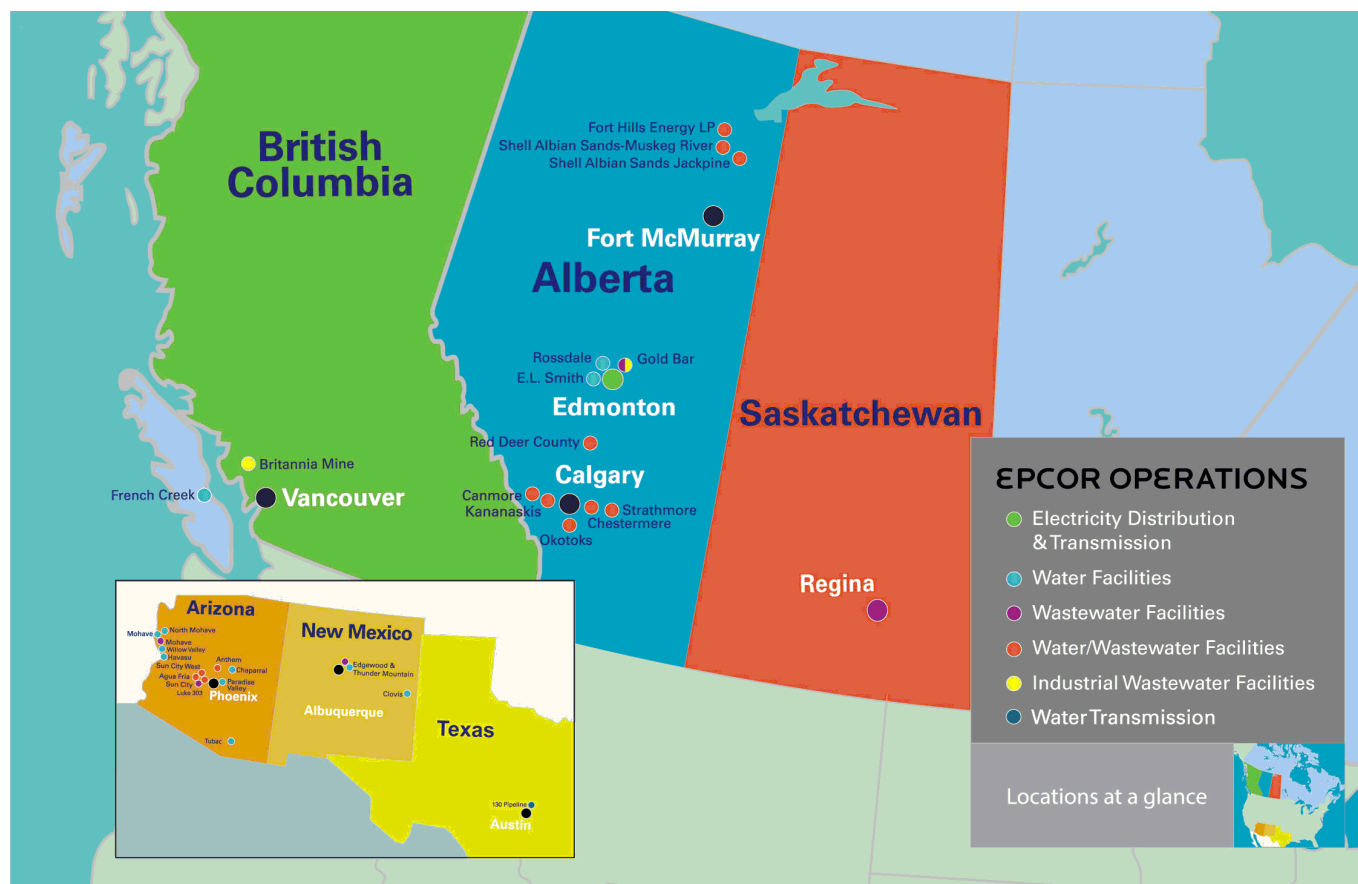 British
Columbia
Fort Hills Energy LP
Shell Albian Sands-Muskeg River
Shell Albian Sands Jackpine
Fort McMurray
Alberta
Rossdale
Gold Bar
E.L. Smith
Edmonton
Saskatchewan
Red Deer County
Calgary
Britannia Mine
French Creek
Vancouver
Canmore
Kananaskis
Strathmore
Chestermere
Okotoks
Regina
EPCOR OPERATIONS
Electricity Distribution
& Transmission
Water Facilities
Wastewater Facilities
Water/Wastewater Facilities
Industrial Wastewater Facilities
Water Transmission
Locations at a glance
Arizona
North Mohave
Mohave
Mohave
Willow Valley
Havasu
Sun City West
Anthem
Chaparral
Agua Fria
Sun City
Luke 303
Paradise
Valley
Phoenix
Tubac
New Mexico
Edgewood &
Thunder Mountain
Clovis
Albuquerque
Texas
130 Pipeline
Austin